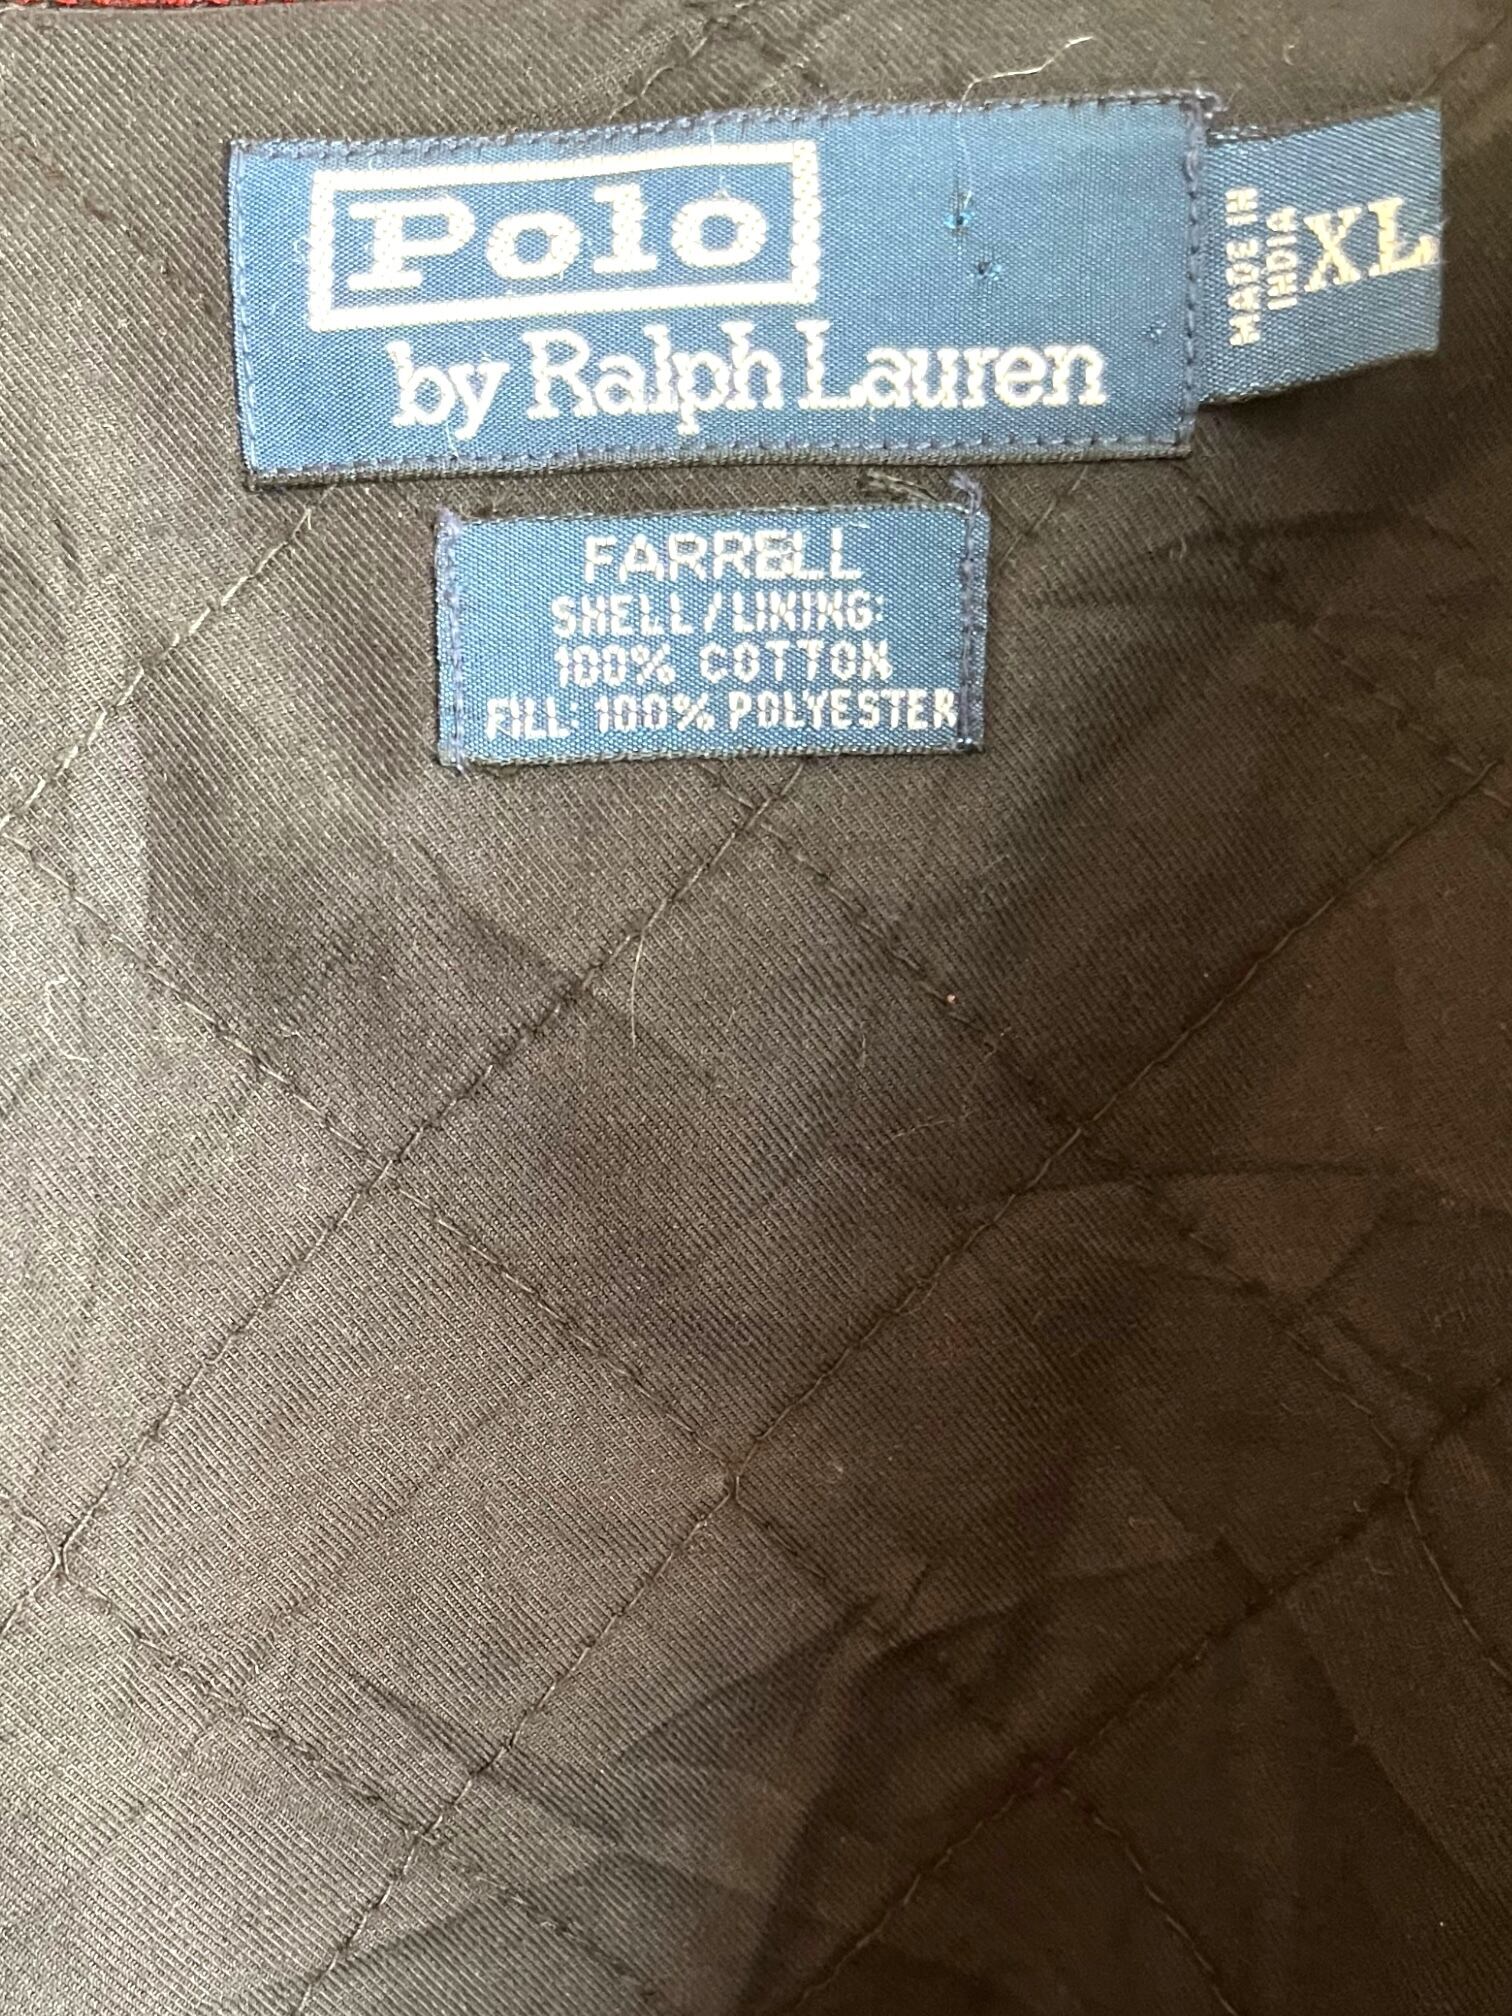 Polo
by Ralph Lauren
MADE IN
INDIA
XL
FARRELL
SHELL/LINING:
100% COTTON
FILL: 100% POLYESTER